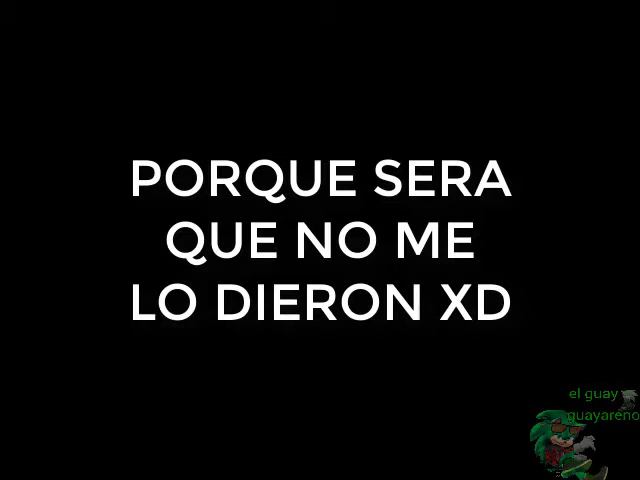 PORQUE SERA
QUE NO ME
LO DIERON XD
el guay
guayareno